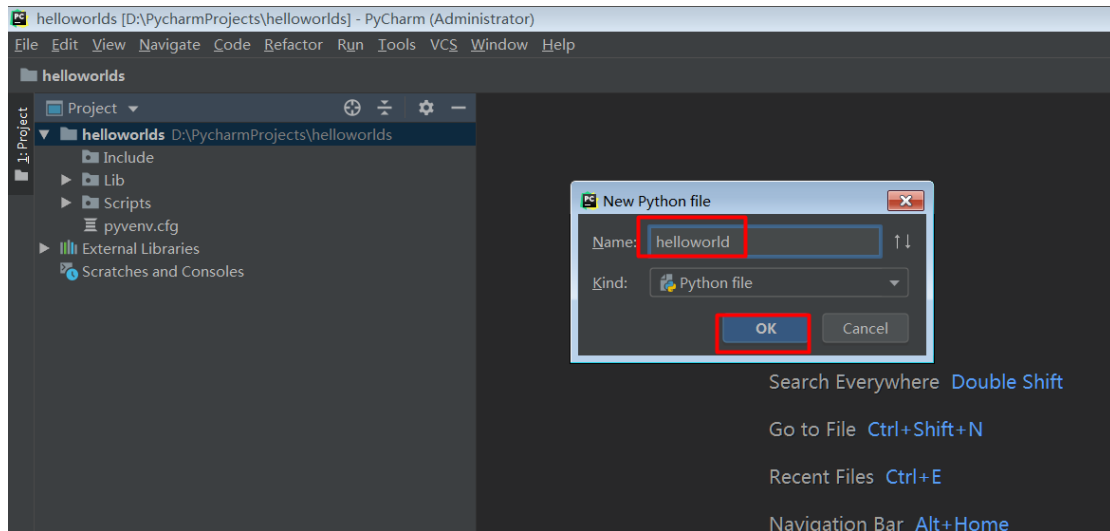 helloworlds [D:\PycharmProjects\helloworlds] - PyCharm (Administrator)
File Edit View Navigate Code Refactor Run Tools VCS Window Help
helloworlds
1: Project
Project
helloworlds D:\PycharmProjects\helloworlds
Include
Lib
Scripts
pyvenv.cfg
External Libraries
Scratches and Consoles
New Python file
Name: helloworld
Kind: Python file
OK Cancel
Search Everywhere Double Shift
Go to File Ctrl+Shift+N
Recent Files Ctrl+E
Navigation Bar Alt+Home